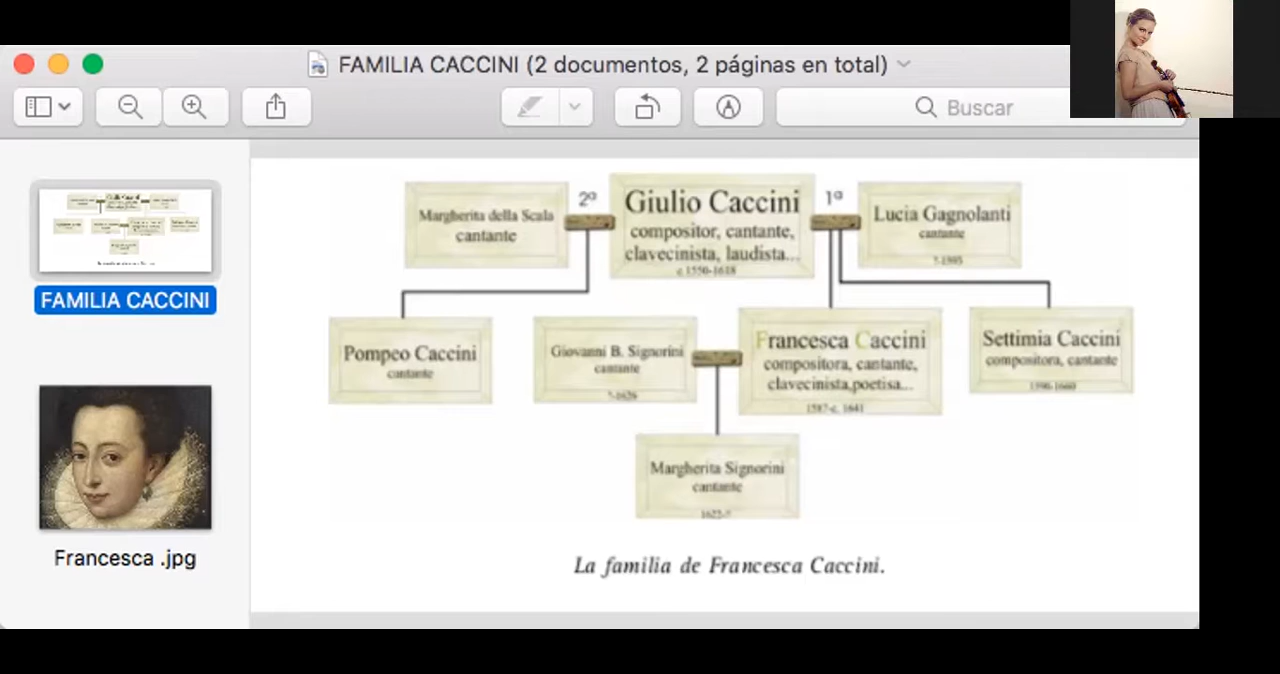 FAMILIA CACCINI (2 documentos, 2 páginas en total)
Buscar
FAMILIA CACCINI
Francesca .jpg
Margherita della Scala
cantante
2º
Giulio Caccini
compositor, cantante,
clavecinista, laudista...
c 1550-1618
1ª
Lucia Gagnolanti
cantante
Pompeo Caccini
cantante
Giovanni B. Signorini
cantante
?-1626
Francesca Caccini
compositora, cantante,
clavecinista,poetisa...
1587-c. 1641
Settimia Caccini
compositora, cantante
Margherita Signorini
cantante
1622-?
La familia de Francesca Caccini.